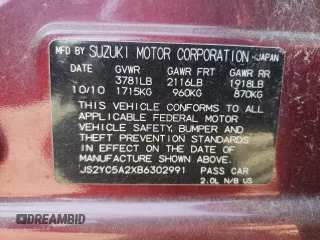 MFD BY SUZUKI MOTOR CORPORATION-JAPAN
DATE GVWR GAWR FRT GAWR RR
3781LB 2116LB 1918LB
10/10 1715KG 960KG 870KG
THIS VEHICLE CONFORMS TO ALL
APPLICABLE FEDERAL MOTOR
VEHICLE SAFETY, BUMPER AND
THEFT PREVENTION STANDARDS
IN EFFECT ON THE DATE OF
MANUFACTURE SHOWN ABOVE.
*JS2YC5A2XB6302991* PASS CAR
2.0L N/B US
DREAMBID